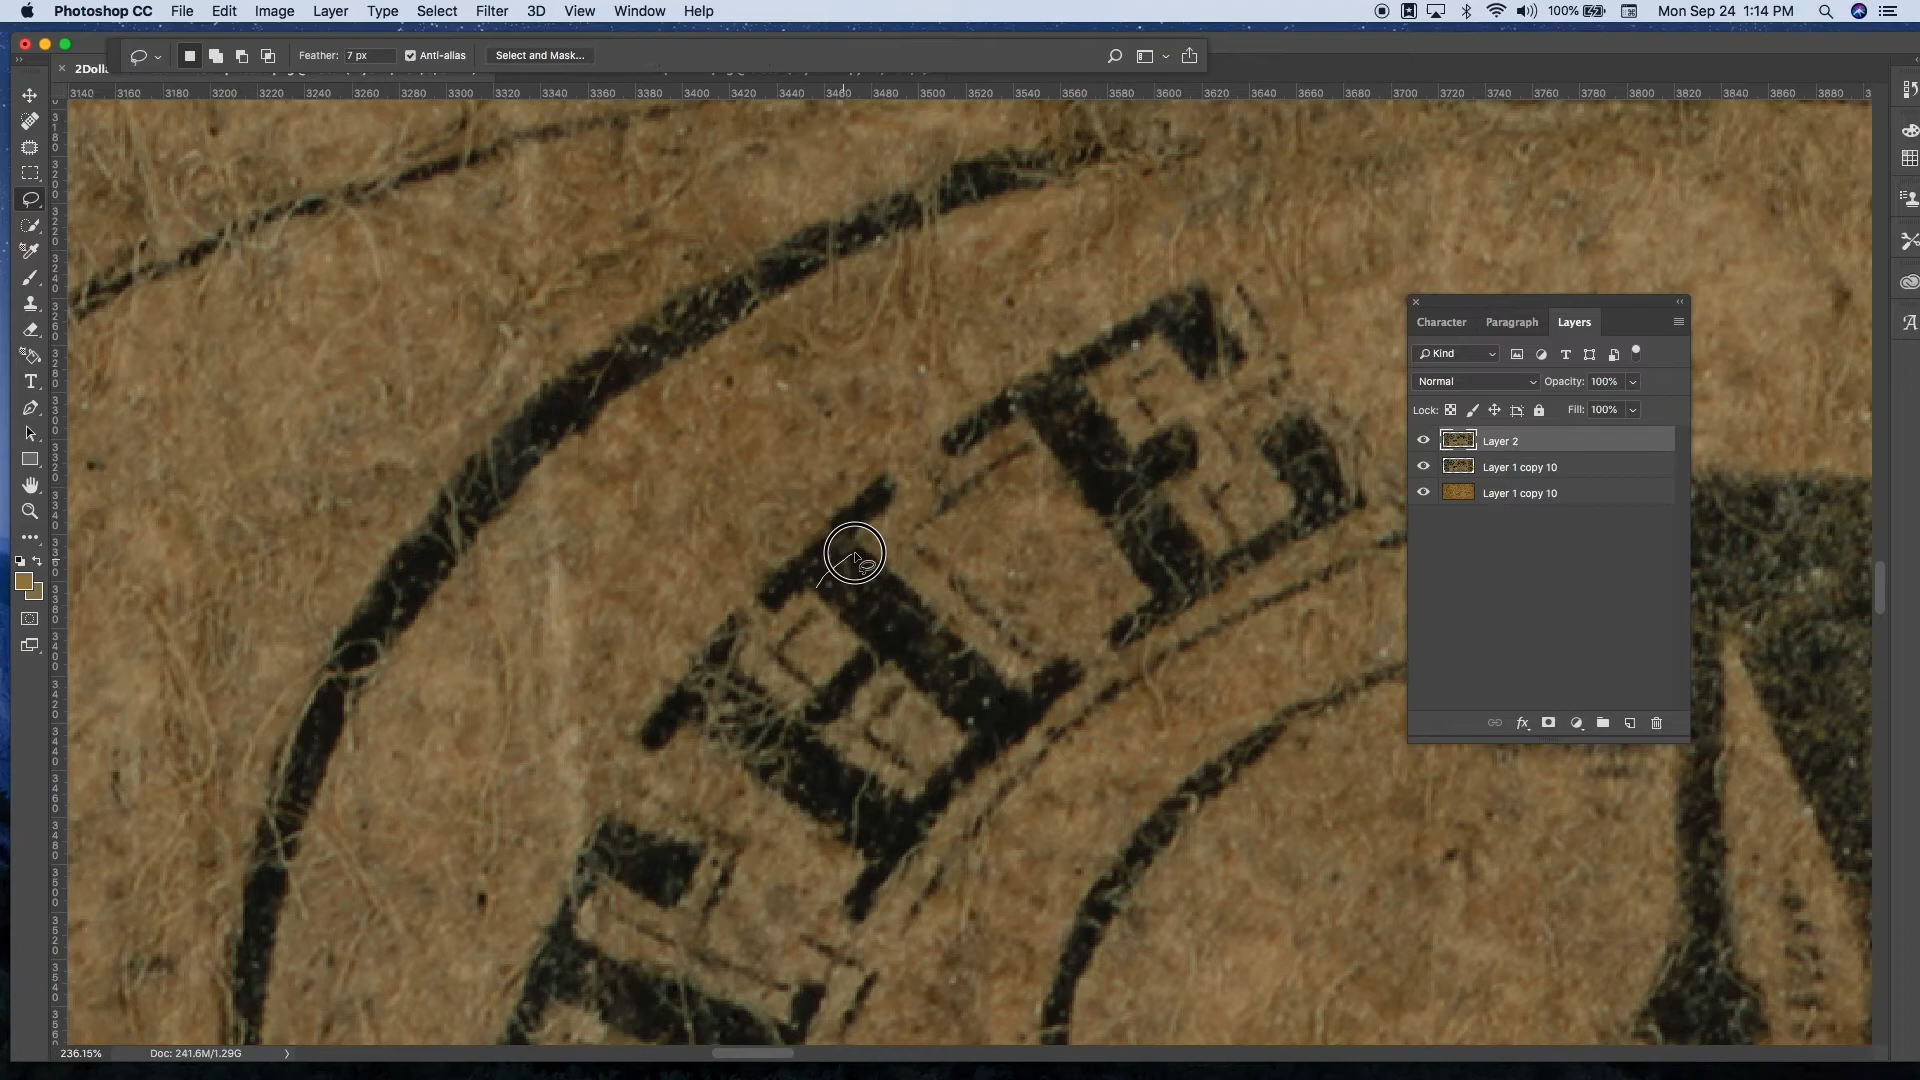 Photoshop CC File Edit Image Layer Type Select Filter 3D View Window Help 100% Mon Sep 24 1:14 PM
Feather: 7 px Anti-alias Select and Mask...
2Dolla
3140 3160 3180 3200 3220 3240 3260 3280 3300 3320 3340 3360 3380 3400 3420 3440 3460 3480 3500 3520 3540 3560 3580 3600 3620 3640 3660 3680 3700 3720 3740 3760 3780 3800 3820 3840 3860 3880
Character Paragraph Layers
Kind
Normal Opacity: 100%
Lock: Fill: 100%
Layer 2
Layer 1 copy 10
Layer 1 copy 10
THE
236.15% Doc: 241.6M/1.29G